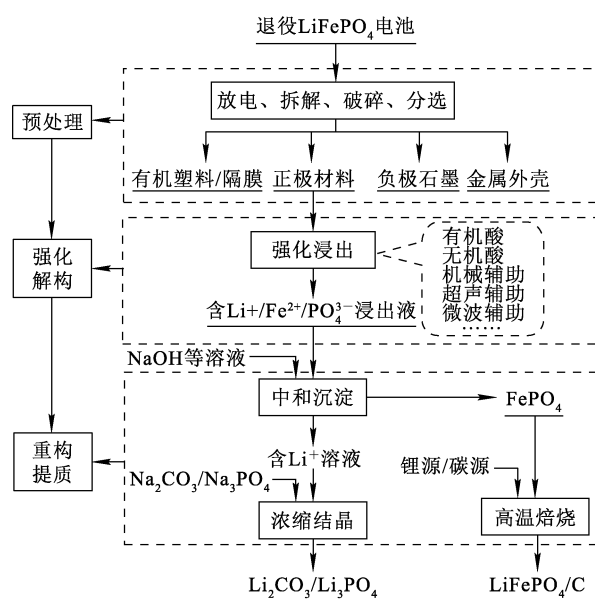 退役LiFePO₄电池
放电、拆解、破碎、分选
预处理
有机塑料/隔膜
正极材料
负极石墨
金属外壳
强化浸出
有机酸
无机酸
机械辅助
超声辅助
微波辅助
……
强化
解构
含Li+/Fe²⁺/PO₄³⁻浸出液
NaOH等溶液
中和沉淀
FePO₄
重构
提质
含Li⁺溶液
锂源/碳源
Na₂CO₃/Na₃PO₄
浓缩结晶
高温焙烧
Li₂CO₃/Li₃PO₄
LiFePO₄/C